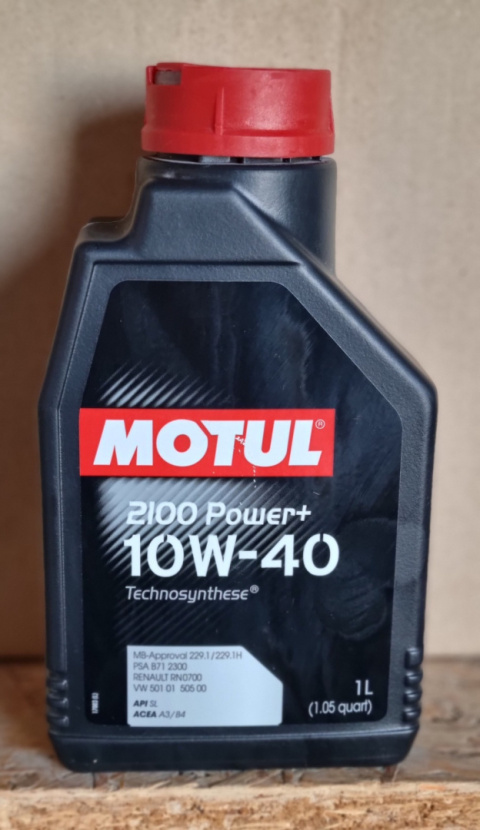 MOTUL®
2100 Power+
10W-40
Technosynthese®
MB-Approval 229.1/229.1H
PSA B71 2300
RENAULT RN0700
VW 501 01 505 00
API SL
ACEA A3/B4
1L
(1.05 quart)